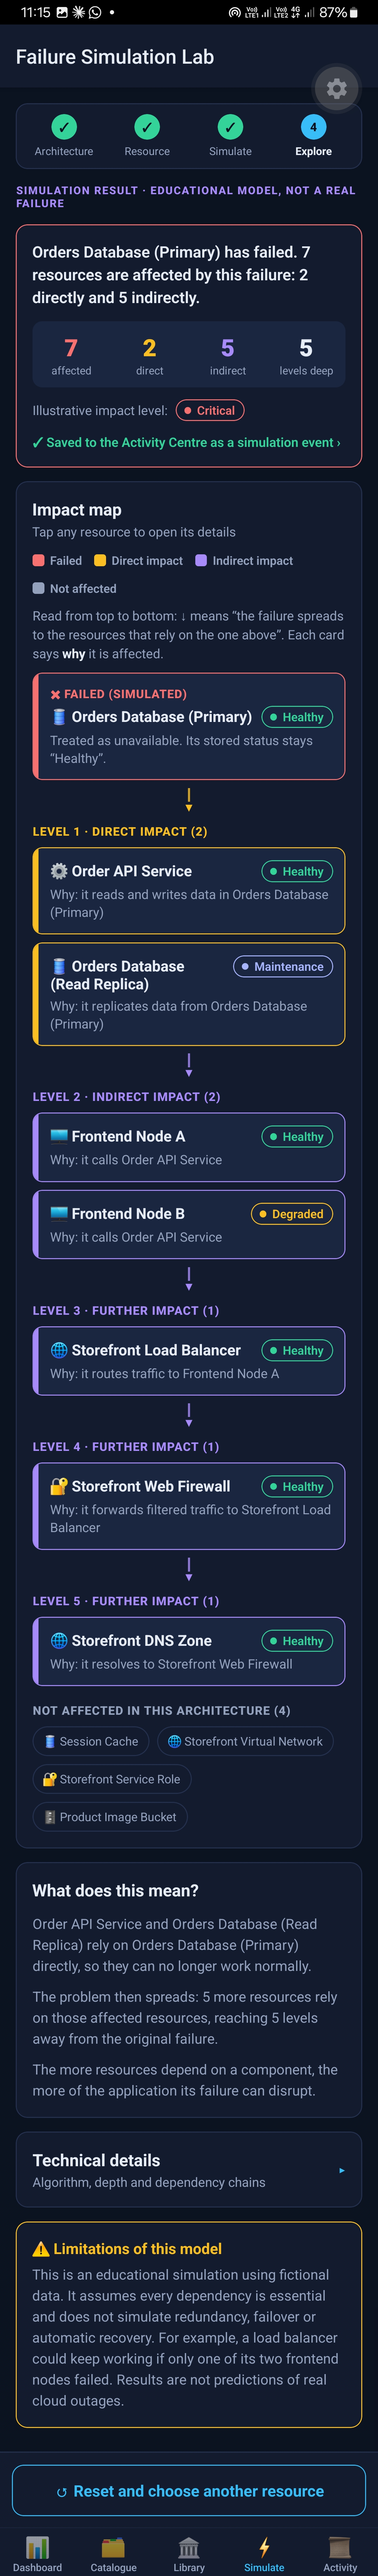 11:15
Vo)) LTE1 Vo)) LTE2 4G 87%
Failure Simulation Lab
✓ ✓ ✓ 4
Architecture Resource Simulate Explore
SIMULATION RESULT · EDUCATIONAL MODEL, NOT A REAL
FAILURE
Orders Database (Primary) has failed. 7
resources are affected by this failure: 2
directly and 5 indirectly.
7 2 5 5
affected direct indirect levels deep
Illustrative impact level: Critical
✓ Saved to the Activity Centre as a simulation event ›
Impact map
Tap any resource to open its details
Failed Direct impact Indirect impact
Not affected
Read from top to bottom: ↓ means “the failure spreads
to the resources that rely on the one above”. Each card
says why it is affected.
✖ FAILED (SIMULATED)
Orders Database (Primary) Healthy
Treated as unavailable. Its stored status stays
“Healthy”.
LEVEL 1 · DIRECT IMPACT (2)
Order API Service Healthy
Why: it reads and writes data in Orders Database
(Primary)
Orders Database Maintenance
(Read Replica)
Why: it replicates data from Orders Database
(Primary)
LEVEL 2 · INDIRECT IMPACT (2)
Frontend Node A Healthy
Why: it calls Order API Service
Frontend Node B Degraded
Why: it calls Order API Service
LEVEL 3 · FURTHER IMPACT (1)
Storefront Load Balancer Healthy
Why: it routes traffic to Frontend Node A
LEVEL 4 · FURTHER IMPACT (1)
Storefront Web Firewall Healthy
Why: it forwards filtered traffic to Storefront Load
Balancer
LEVEL 5 · FURTHER IMPACT (1)
Storefront DNS Zone Healthy
Why: it resolves to Storefront Web Firewall
NOT AFFECTED IN THIS ARCHITECTURE (4)
Session Cache Storefront Virtual Network
Storefront Service Role
Product Image Bucket
What does this mean?
Order API Service and Orders Database (Read
Replica) rely on Orders Database (Primary)
directly, so they can no longer work normally.
The problem then spreads: 5 more resources rely
on those affected resources, reaching 5 levels
away from the original failure.
The more resources depend on a component, the
more of the application its failure can disrupt.
Technical details
Algorithm, depth and dependency chains
Limitations of this model
This is an educational simulation using fictional
data. It assumes every dependency is essential
and does not simulate redundancy, failover or
automatic recovery. For example, a load balancer
could keep working if only one of its two frontend
nodes failed. Results are not predictions of real
cloud outages.
↺ Reset and choose another resource
Dashboard Catalogue Library Simulate Activity